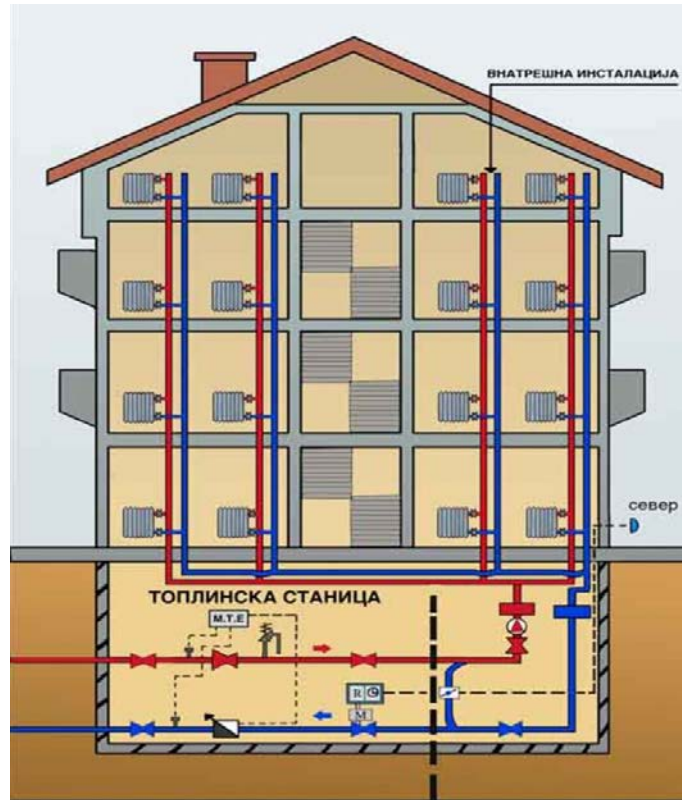 ВНАТРЕШНА ИНСТАЛАЦИЈА
север
ТОПЛИНСКА СТАНИЦА
М.Т.Е
R
M